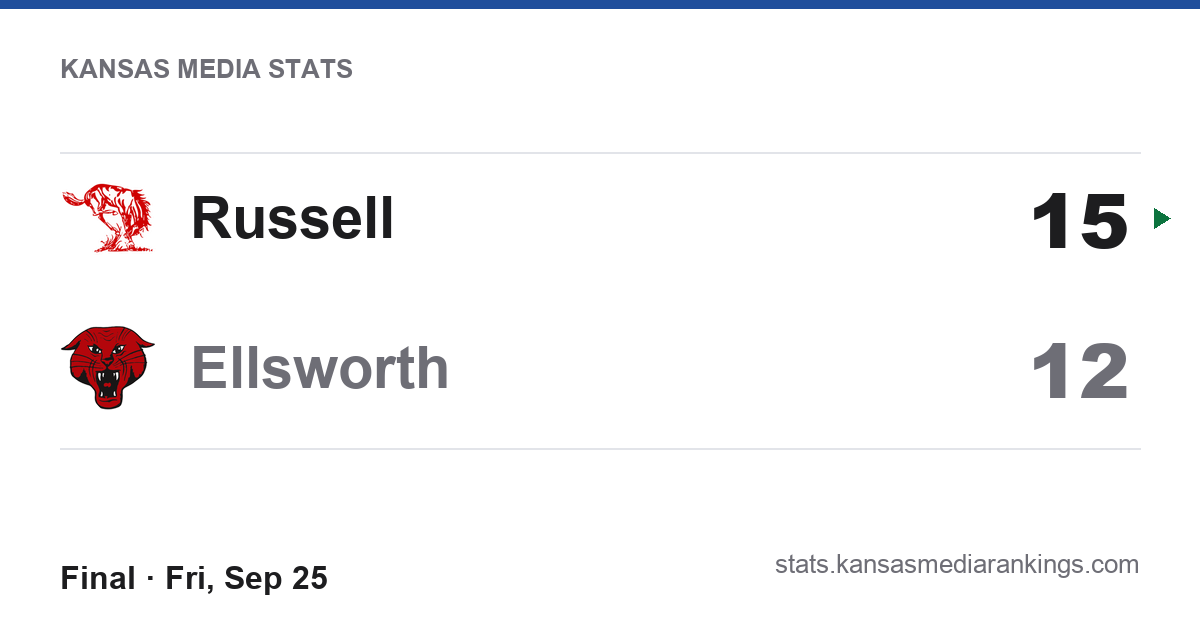 KANSAS MEDIA STATS
Russell 15
Ellsworth 12
Final · Fri, Sep 25
stats.kansasmediarankings.com